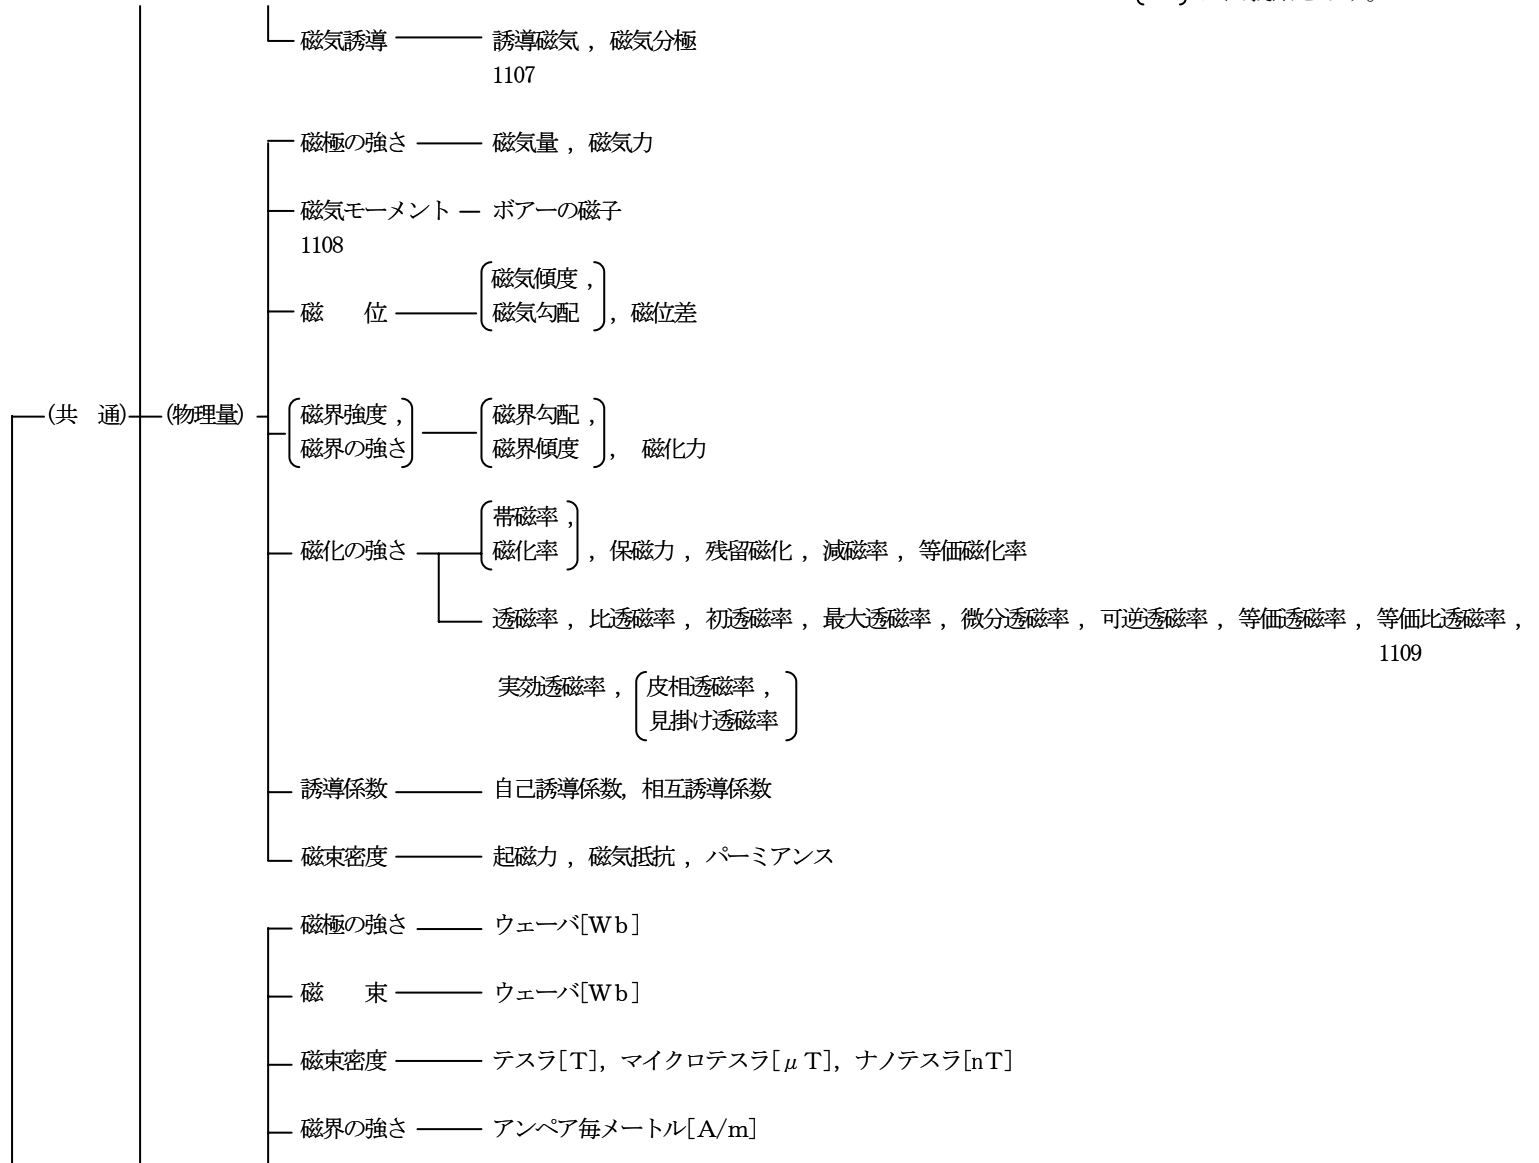 磁気誘導 誘導磁気 , 磁気分極
1107
磁極の強さ 磁気量 , 磁気力
磁気モーメント ボアーの磁子
1108
磁気傾度 ,
磁 位 磁気勾配 , 磁位差
(共 通) (物理量) 磁界強度 , 磁界勾配 ,
磁界の強さ 磁界傾度 , 磁化力
帯磁率 ,
磁化の強さ 磁化率 , 保磁力 , 残留磁化 , 減磁率 , 等価磁化率
透磁率 , 比透磁率 , 初透磁率 , 最大透磁率 , 微分透磁率 , 可逆透磁率 , 等価透磁率 , 等価比透磁率 ,
1109
実効透磁率 , 皮相透磁率 ,
見掛け透磁率
誘導係数 自己誘導係数, 相互誘導係数
磁束密度 起磁力 , 磁気抵抗 , パーミアンス
磁極の強さ ウェーバ[Wb]
磁 束 ウェーバ[Wb]
磁束密度 テスラ[T], マイクロテスラ[μT], ナノテスラ[nT]
磁界の強さ アンペア毎メートル[A/m]